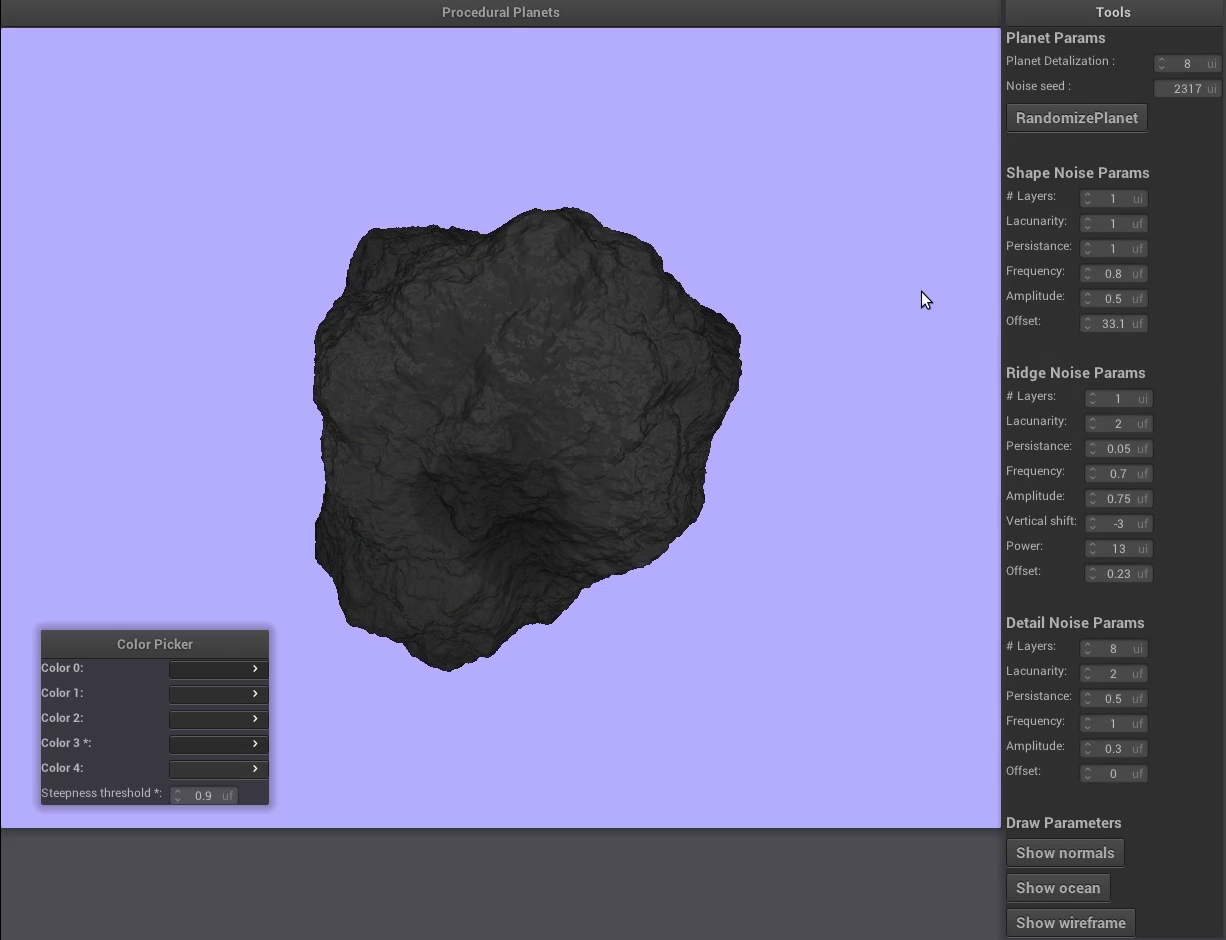 Procedural Planets
Tools
Planet Params
Planet Detalization : 8 ui
Noise seed : 2317 ui
RandomizePlanet
Shape Noise Params
# Layers: 1 ui
Lacunarity: 1 uf
Persistance: 1 uf
Frequency: 0.8 uf
Amplitude: 0.5 uf
Offset: 33.1 uf
Ridge Noise Params
# Layers: 1 ui
Lacunarity: 2 uf
Persistance: 0.05 uf
Frequency: 0.7 uf
Amplitude: 0.75 uf
Vertical shift: -3 uf
Power: 13 ui
Offset: 0.23 uf
Detail Noise Params
# Layers: 8 ui
Lacunarity: 2 uf
Persistance: 0.5 uf
Frequency: 1 uf
Amplitude: 0.3 uf
Offset: 0 uf
Draw Parameters
Show normals
Show ocean
Show wireframe
Color Picker
Color 0:
Color 1:
Color 2:
Color 3 *:
Color 4:
Steepness threshold *: 0.9 uf